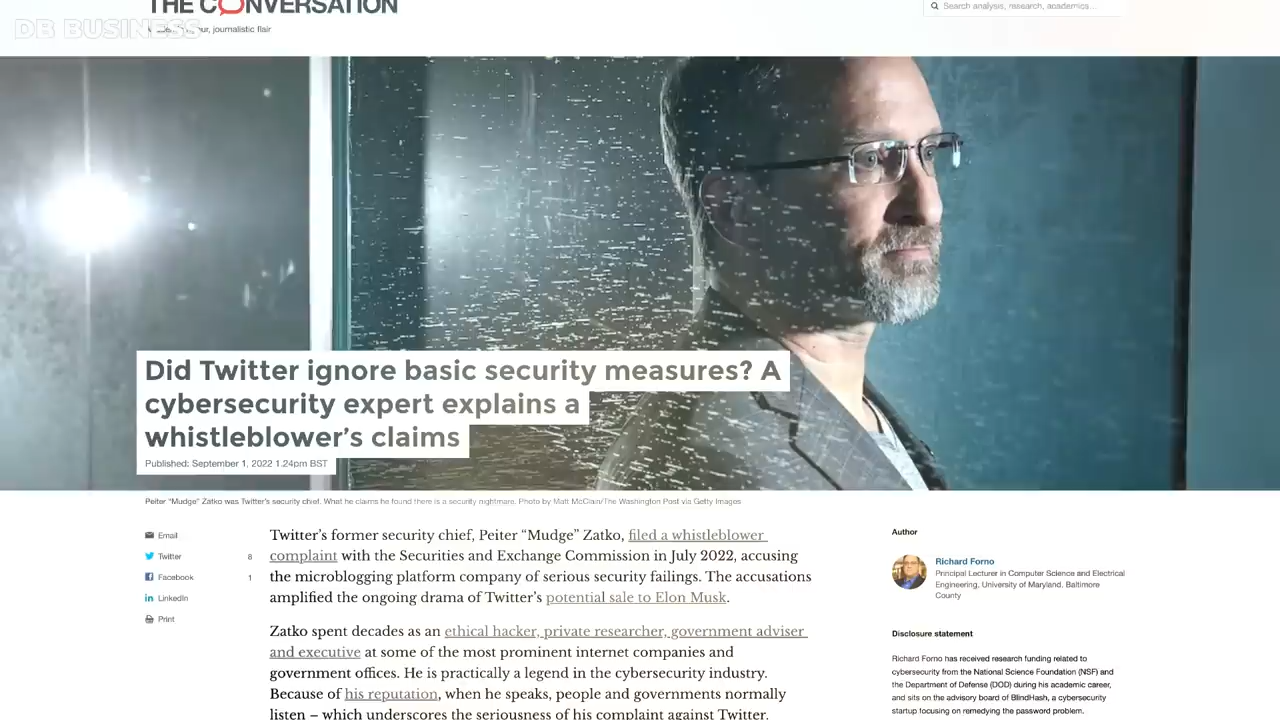 THE CONVERSATION
DB BUSINESS
ur, journalistic flair
Search analysis, research, academics…
Did Twitter ignore basic security measures? A
cybersecurity expert explains a
whistleblower’s claims
Published: September 1, 2022 1.24pm BST
Peiter “Mudge” Zatko was Twitter’s security chief. What he claims he found there is a security nightmare. Photo by Matt McClain/The Washington Post via Getty Images
Email
Twitter 8
Facebook 1
LinkedIn
Print
Twitter’s former security chief, Peiter “Mudge” Zatko, filed a whistleblower
complaint with the Securities and Exchange Commission in July 2022, accusing
the microblogging platform company of serious security failings. The accusations
amplified the ongoing drama of Twitter’s potential sale to Elon Musk.
Zatko spent decades as an ethical hacker, private researcher, government adviser
and executive at some of the most prominent internet companies and
government offices. He is practically a legend in the cybersecurity industry.
Because of his reputation, when he speaks, people and governments normally
listen – which underscores the seriousness of his complaint against Twitter.
Author
Richard Forno
Principal Lecturer in Computer Science and Electrical
Engineering, University of Maryland, Baltimore
County
Disclosure statement
Richard Forno has received research funding related to
cybersecurity from the National Science Foundation (NSF) and
the Department of Defense (DOD) during his academic career,
and sits on the advisory board of BlindHash, a cybersecurity
startup focusing on remedying the password problem.